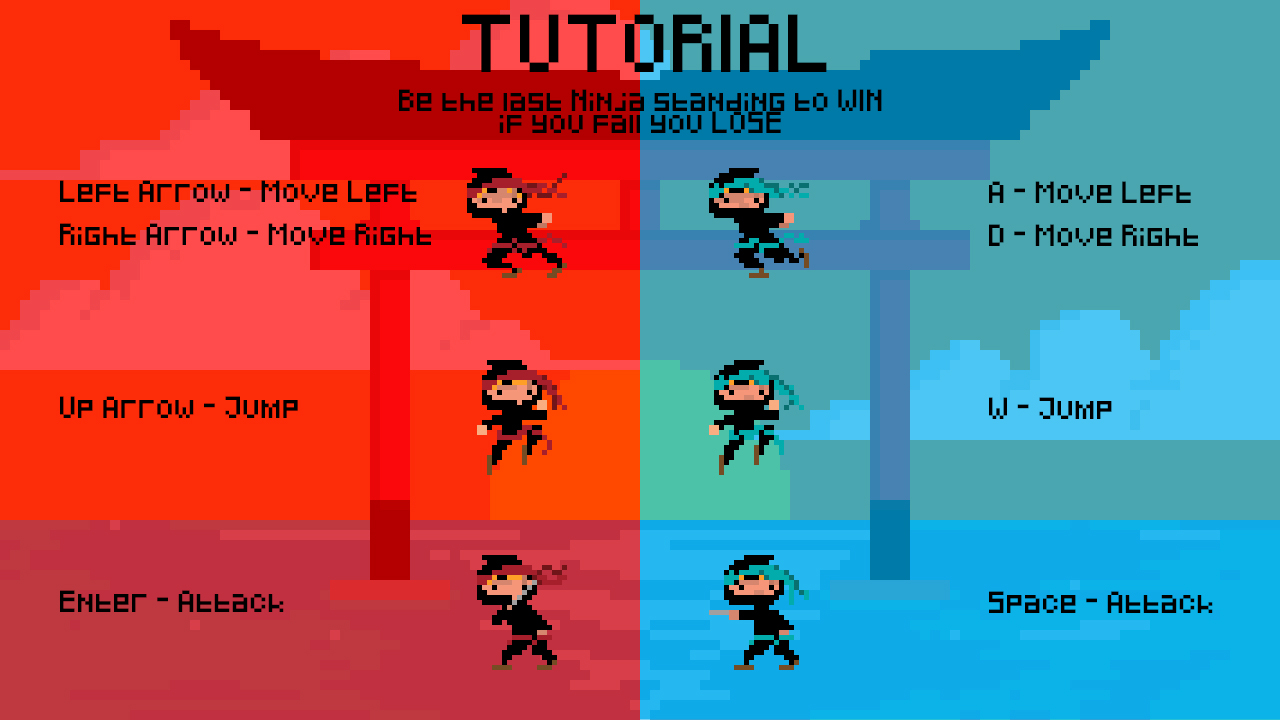 TUTORIAL
Be the last Ninja standing to WIN
if you fall you LOSE
Left Arrow - Move Left
A - Move Left
Right Arrow - Move Right
D - Move Right
Up Arrow - Jump
W - Jump
Enter - Attack
Space - Attack